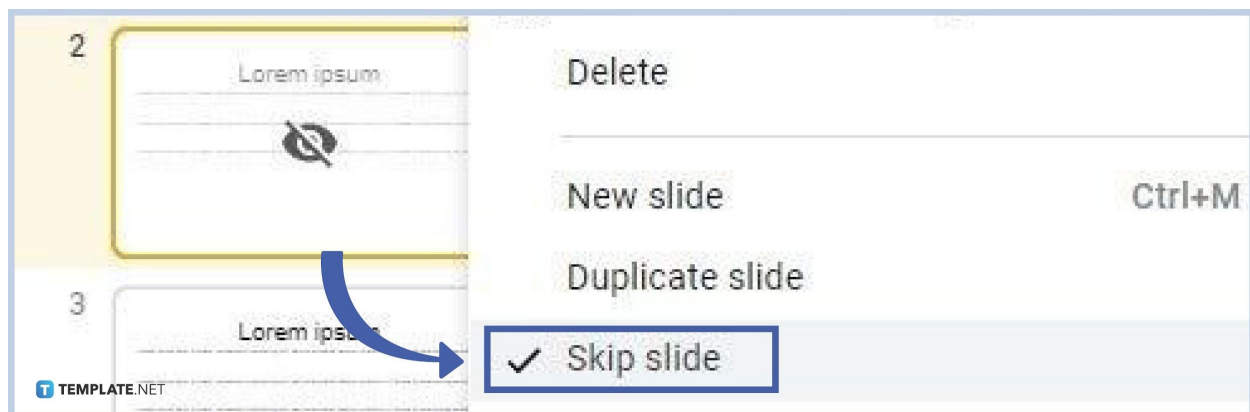 2
Lorem ipsum
3
Lorem ipsum
Delete
New slide Ctrl+M
Duplicate slide
Skip slide
T TEMPLATE.NET